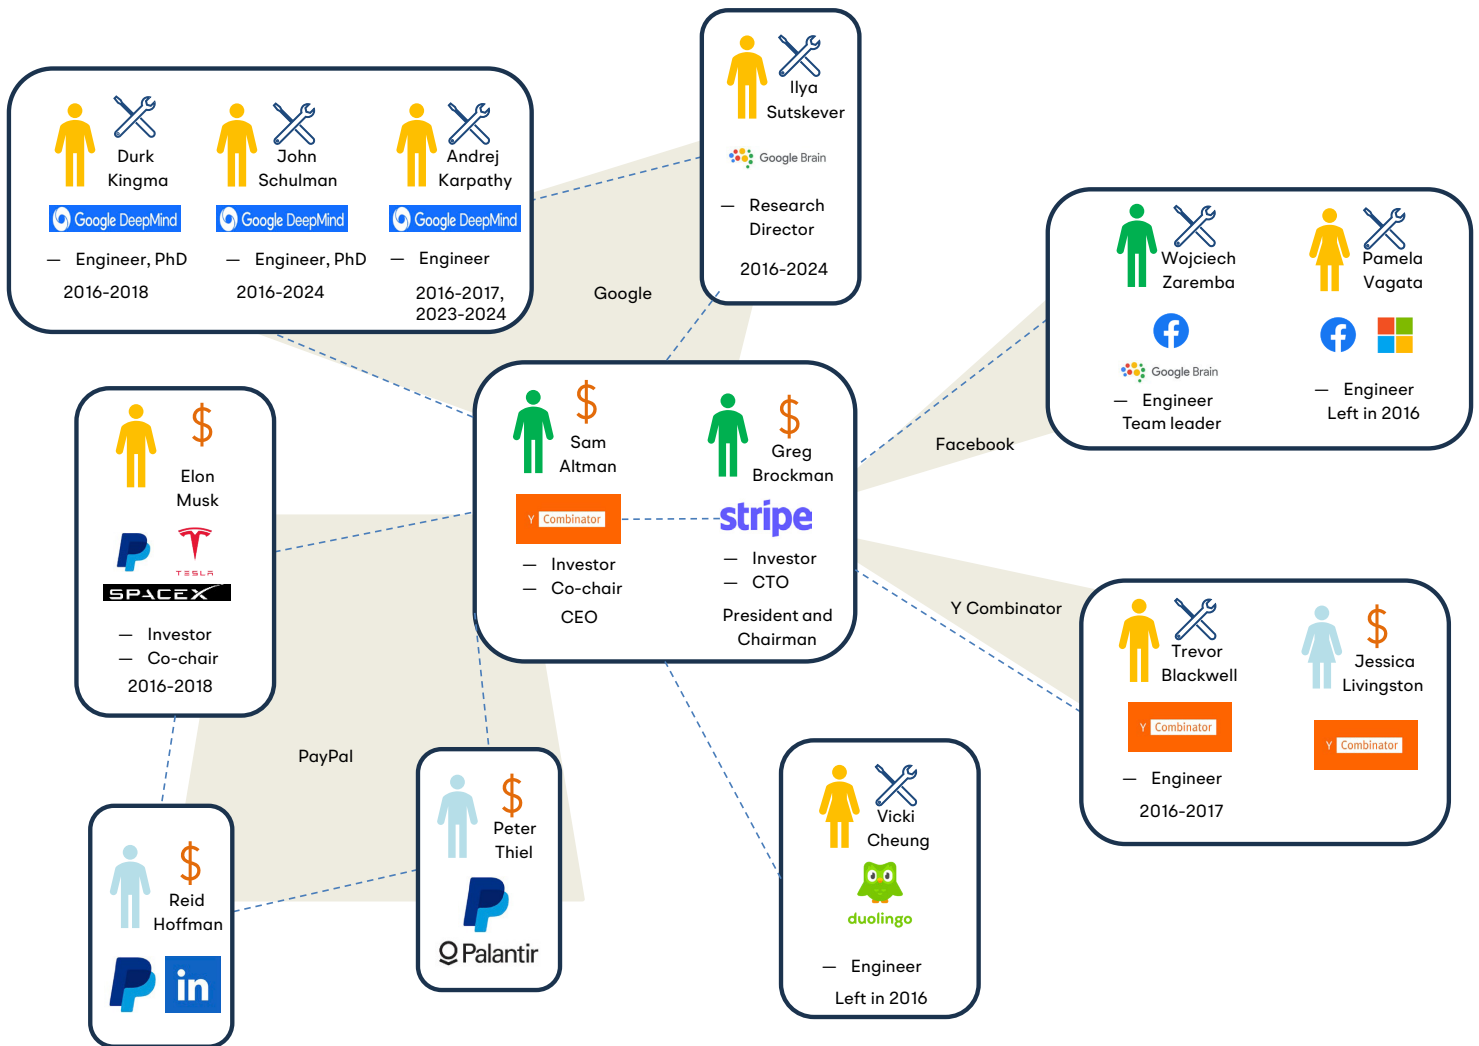 Ilya
Sutskever
Google Brain
— Research
Director
2016-2024
Durk
Kingma
Google DeepMind
— Engineer, PhD
2016-2018
John
Schulman
Google DeepMind
— Engineer, PhD
2016-2024
Andrej
Karpathy
Google DeepMind
— Engineer
2016-2017,
2023-2024
Google
Wojciech
Zaremba
Google Brain
— Engineer
Team leader
Pamela
Vagata
— Engineer
Left in 2016
Facebook
Elon
Musk
TESLA
SPACEX
— Investor
— Co-chair
2016-2018
$
Sam
Altman
Y Combinator
— Investor
— Co-chair
CEO
$
Greg
Brockman
stripe
— Investor
— CTO
President and
Chairman
$
Y Combinator
Trevor
Blackwell
Y Combinator
— Engineer
2016-2017
$
Jessica
Livingston
Y Combinator
PayPal
$
Reid
Hoffman
in
$
Peter
Thiel
Palantir
Vicki
Cheung
duolingo
— Engineer
Left in 2016